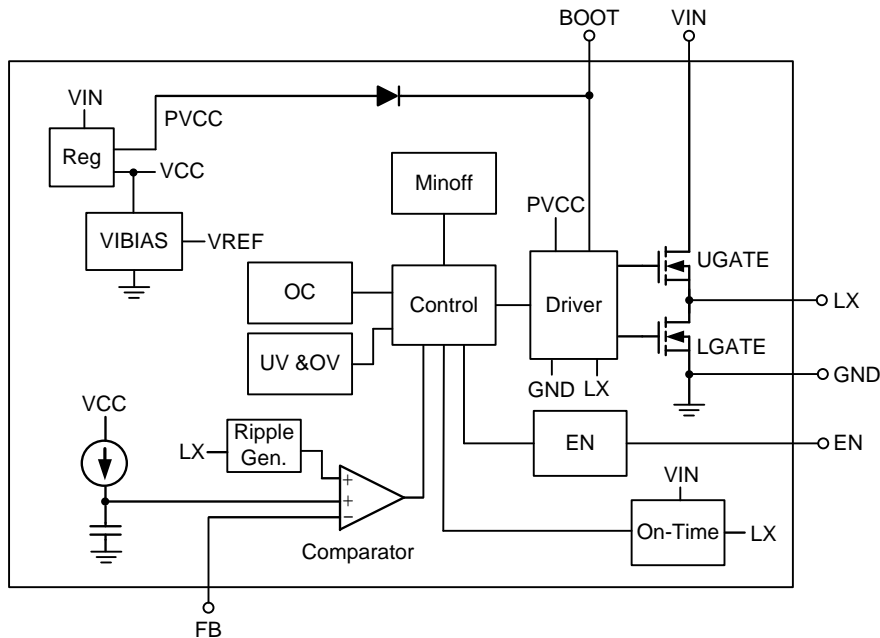 BOOT
VIN
VIN
PVCC
Reg
VCC
Minoff
VIBIAS
VREF
PVCC
UGATE
OC
Control
Driver
LX
UV &OV
LGATE
GND
GND
LX
VCC
LX
Ripple
Gen.
EN
EN
+
+
−
VIN
On-Time
LX
Comparator
FB